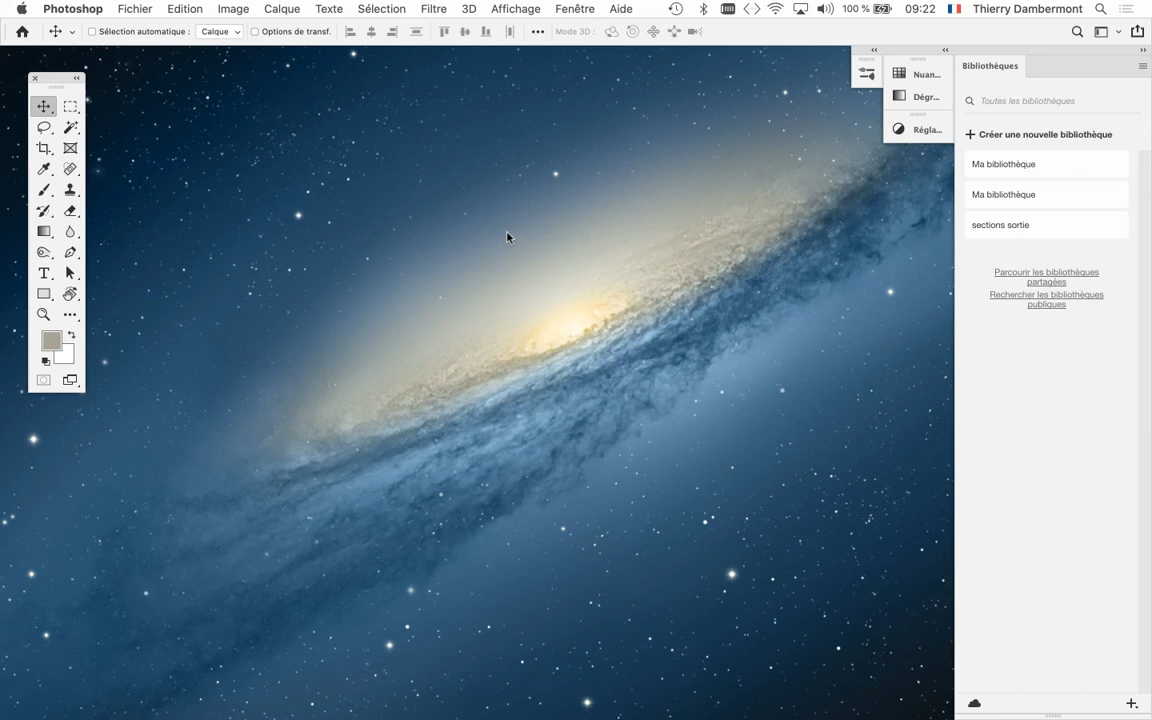 Photoshop Fichier Edition Image Calque Texte Sélection Filtre 3D Affichage Fenêtre Aide 100 % 09:22 Thierry Dambermont
Sélection automatique : Calque Options de transf. Mode 3D :
Nuan...
Dégr...
Régla...
Bibliothèques
Toutes les bibliothèques
+ Créer une nouvelle bibliothèque
Ma bibliothèque
Ma bibliothèque
sections sortie
Parcourir les bibliothèques
partagées
Rechercher les bibliothèques
publiques